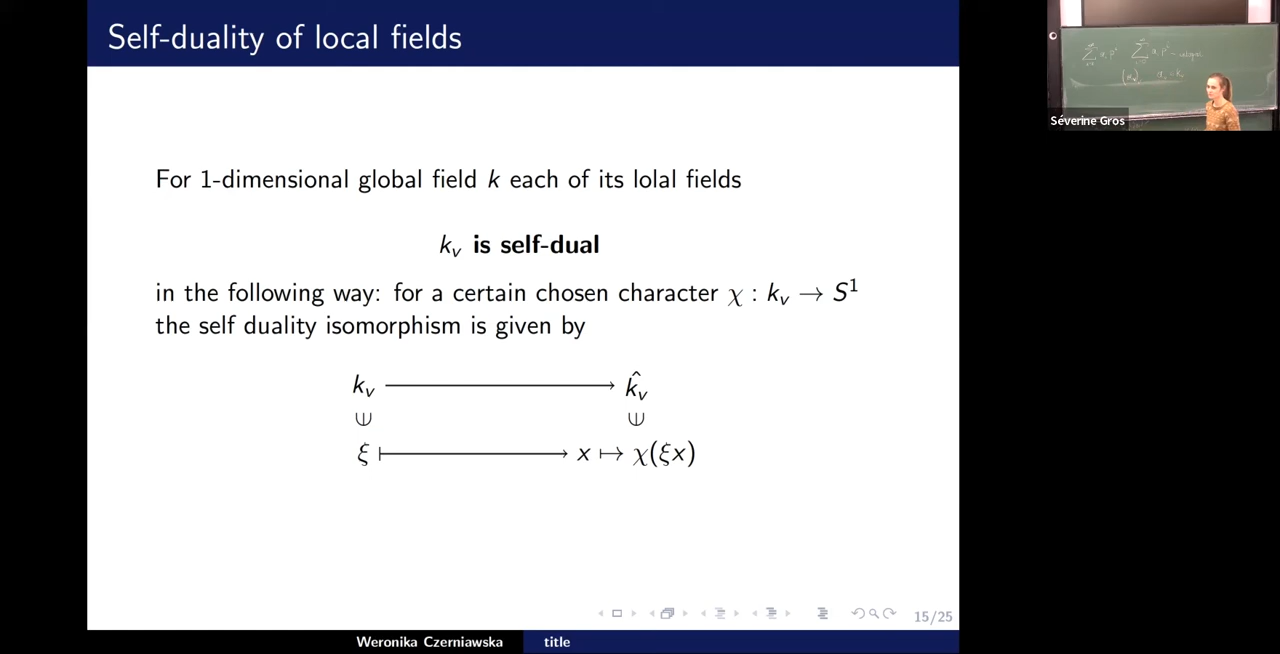 Self-duality of local fields
For 1-dimensional global field k each of its lolal fields
k_v is self-dual
in the following way: for a certain chosen character χ : k_v → S¹
the self duality isomorphism is given by
k_v ⟶ k̂_v
ξ ⟼ x ↦ χ(ξx)
15/25
Weronika Czerniawska title
Séverine Gros